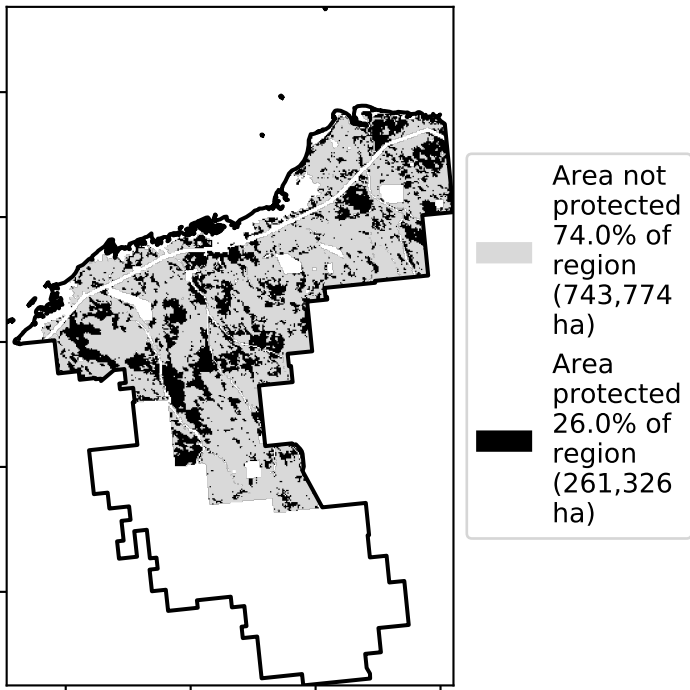 Area not
protected
74.0% of
region
(743,774
ha)
Area
protected
26.0% of
region
(261,326
ha)